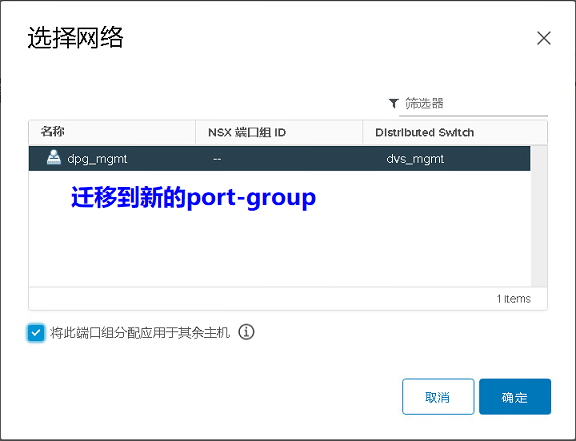 选择网络
筛选器
名称 NSX 端口组 ID Distributed Switch
dpg_mgmt -- dvs_mgmt
迁移到新的port-group
1 items
将此端口组分配应用于其余主机
取消 确定